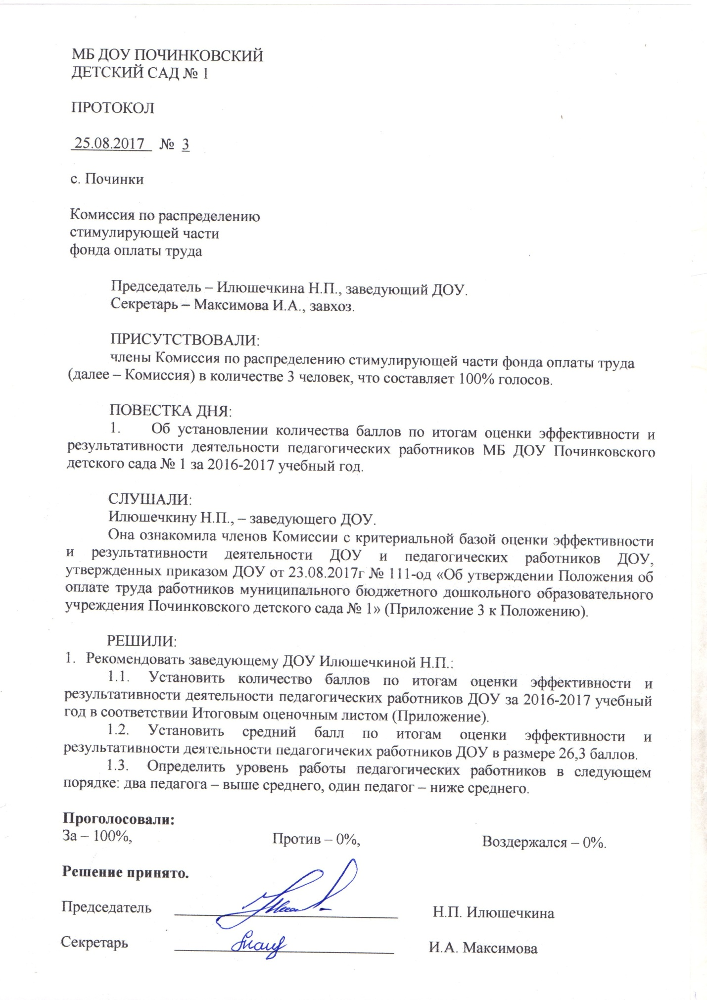 МБ ДОУ ПОЧИНКОВСКИЙ
ДЕТСКИЙ САД № 1
ПРОТОКОЛ
25.08.2017 № 3
с. Починки
Комиссия по распределению
стимулирующей части
фонда оплаты труда
Председатель – Илюшечкина Н.П., заведующий ДОУ.
Секретарь – Максимова И.А., завхоз.
ПРИСУТСТВОВАЛИ:
члены Комиссия по распределению стимулирующей части фонда оплаты труда
(далее – Комиссия) в количестве 3 человек, что составляет 100% голосов.
ПОВЕСТКА ДНЯ:
1. Об установлении количества баллов по итогам оценки эффективности и
результативности деятельности педагогических работников МБ ДОУ Починковского
детского сада № 1 за 2016-2017 учебный год.
СЛУШАЛИ:
Илюшечкину Н.П., – заведующего ДОУ.
Она ознакомила членов Комиссии с критериальной базой оценки эффективности
и результативности деятельности ДОУ и педагогических работников ДОУ,
утвержденных приказом ДОУ от 23.08.2017г № 111-од «Об утверждении Положения об
оплате труда работников муниципального бюджетного дошкольного образовательного
учреждения Починковского детского сада № 1» (Приложение 3 к Положению).
РЕШИЛИ:
1. Рекомендовать заведующему ДОУ Илюшечкиной Н.П.:
1.1. Установить количество баллов по итогам оценки эффективности и
результативности деятельности педагогических работников ДОУ за 2016-2017 учебный
год в соответствии Итоговым оценочным листом (Приложение).
1.2. Установить средний балл по итогам оценки эффективности и
результативности деятельности педагогичеких работников ДОУ в размере 26,3 баллов.
1.3. Определить уровень работы педагогических работников в следующем
порядке: два педагога – выше среднего, один педагог – ниже среднего.
Проголосовали:
За – 100%, Против – 0%, Воздержался – 0%.
Решение принято.
Председатель Н.П. Илюшечкина
Секретарь И.А. Максимова